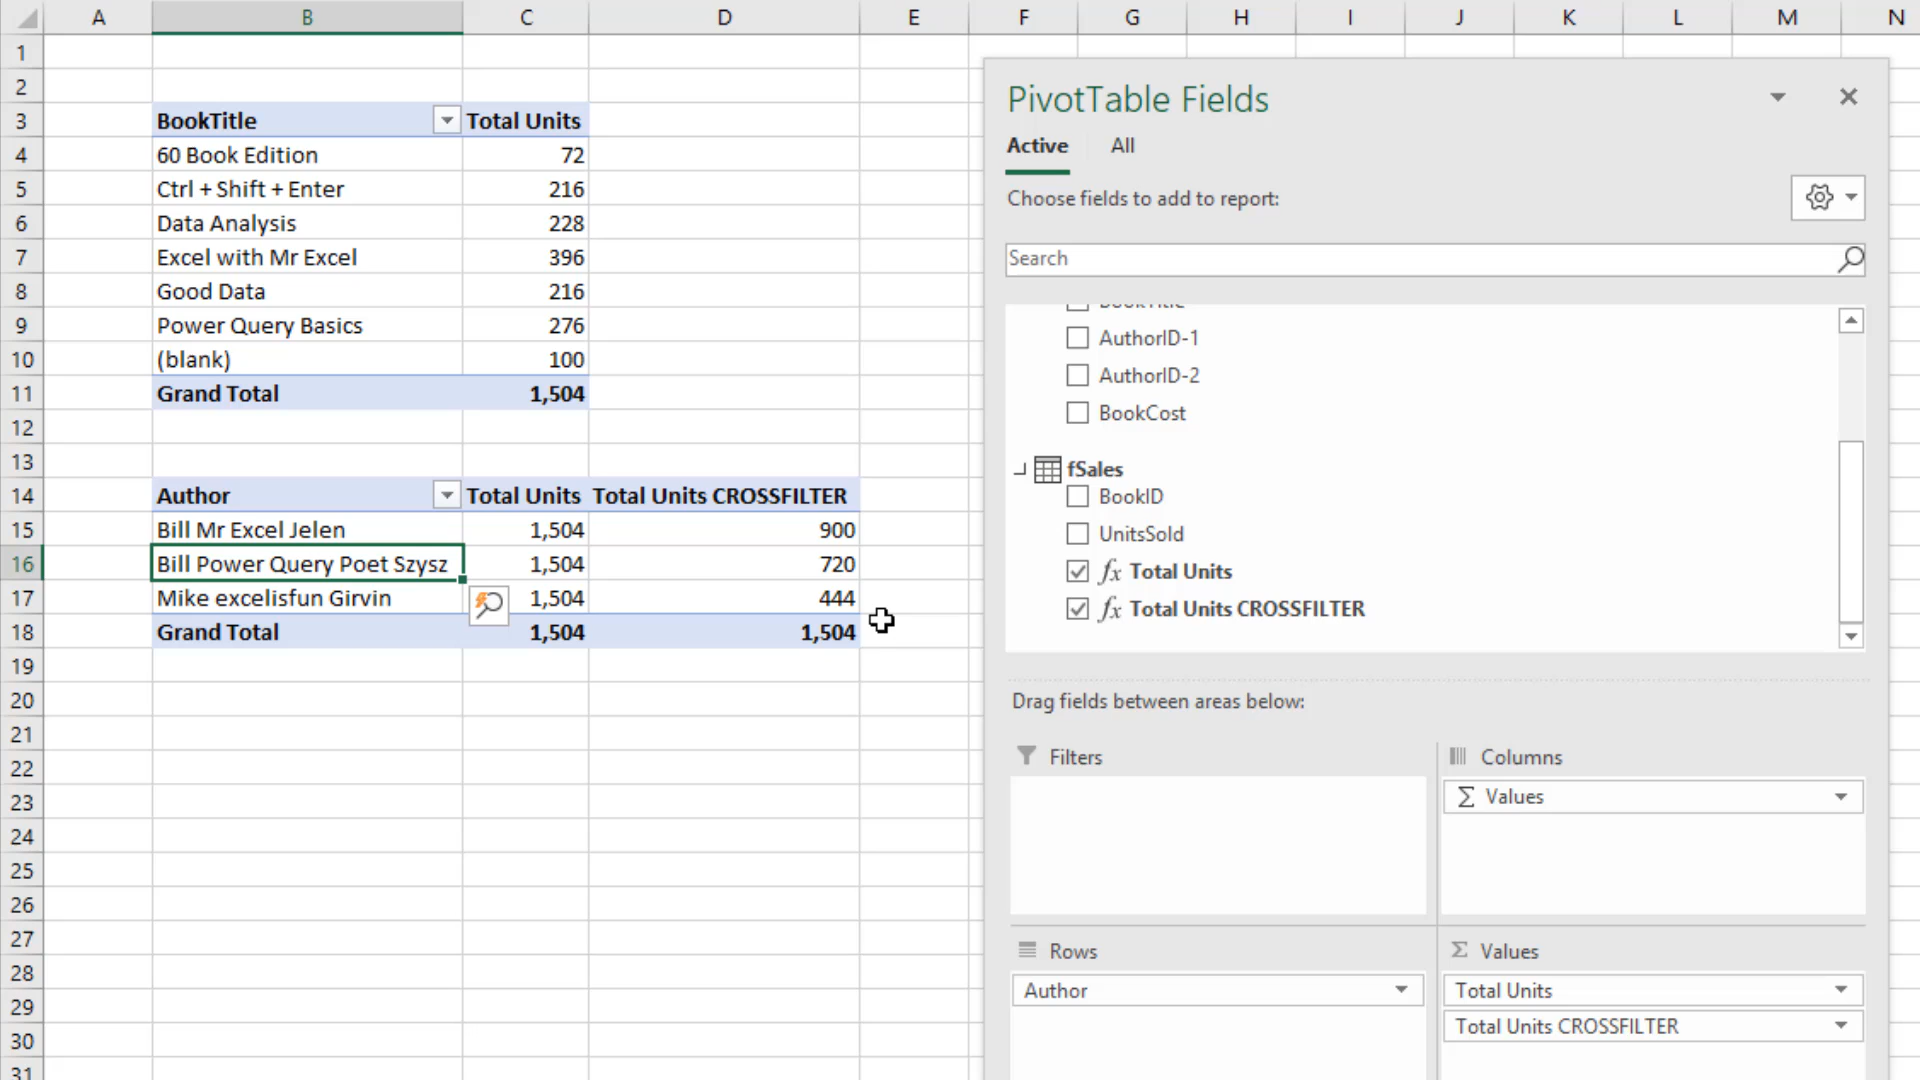 A B C D E F G H I J K L M N
1
2
3 BookTitle Total Units
4 60 Book Edition 72
5 Ctrl + Shift + Enter 216
6 Data Analysis 228
7 Excel with Mr Excel 396
8 Good Data 216
9 Power Query Basics 276
10 (blank) 100
11 Grand Total 1,504
12
13
14 Author Total Units Total Units CROSSFILTER
15 Bill Mr Excel Jelen 1,504 900
16 Bill Power Query Poet Szysz 1,504 720
17 Mike excelisfun Girvin 1,504 444
18 Grand Total 1,504 1,504
19
20
21
22
23
24
25
26
27
28
29
30
31
PivotTable Fields
Active All
Choose fields to add to report:
Search
BookTitle
AuthorID-1
AuthorID-2
BookCost
fSales
BookID
UnitsSold
fx Total Units
fx Total Units CROSSFILTER
Drag fields between areas below:
Filters
Columns
Σ Values
Rows
Author
Σ Values
Total Units
Total Units CROSSFILTER